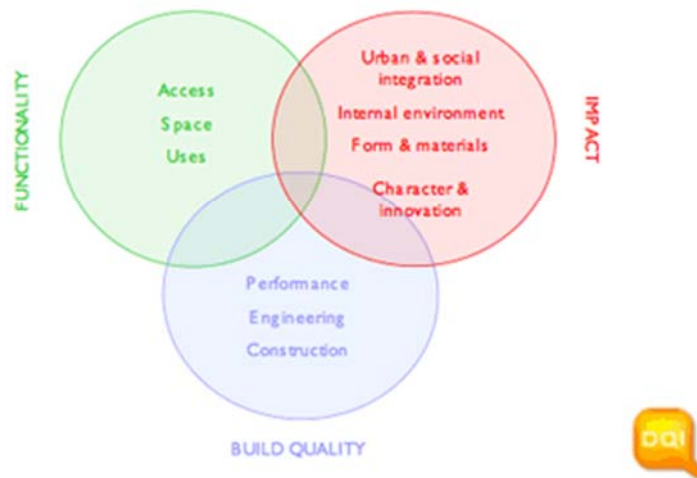 FUNCTIONALITY
Access
Space
Uses
Urban & social
integration
Internal environment
Form & materials
Character &
innovation
IMPACT
Performance
Engineering
Construction
BUILD QUALITY
DQI